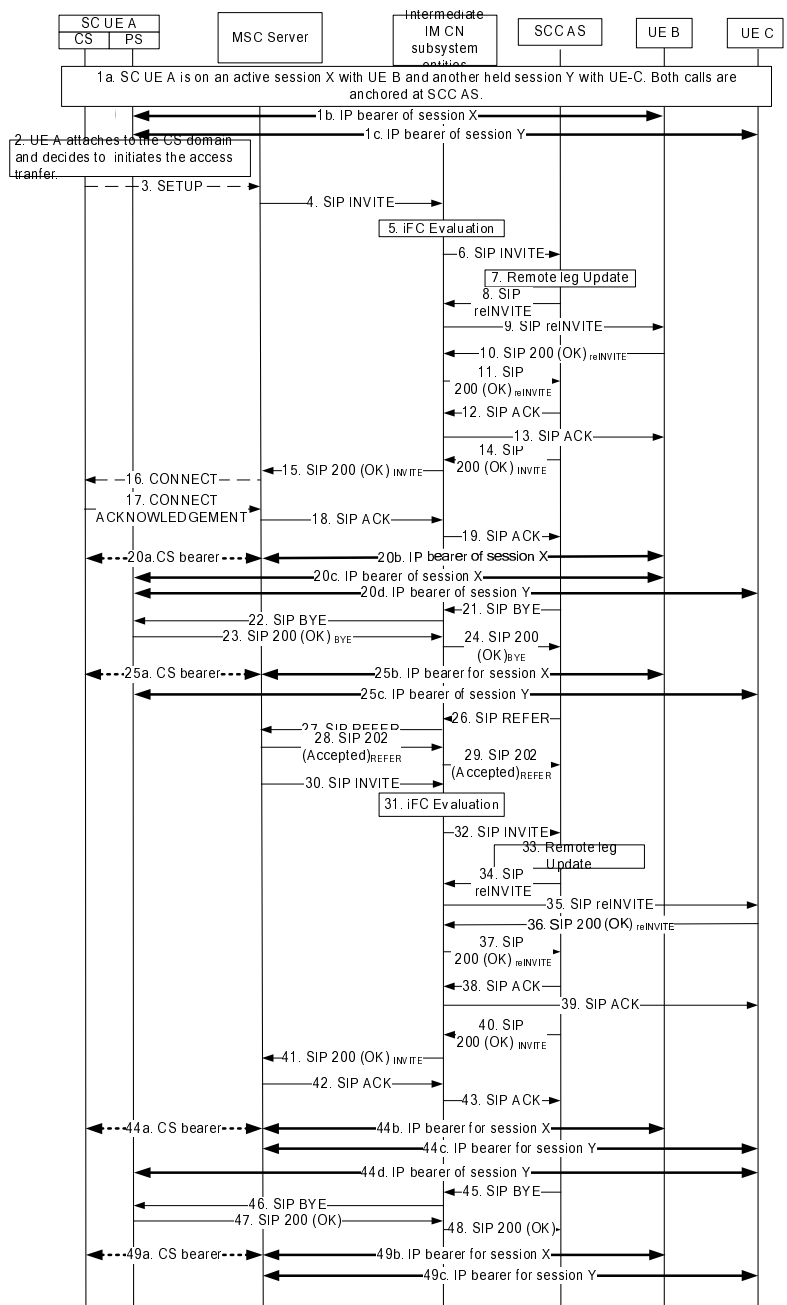 SC UE A
CS
PS
MSC Server
Intermediate
IM CN
subsystem
entities
SCC AS
UE B
UE C
1a. SC UE A is on an active session X with UE B and another held session Y with UE-C. Both calls are
anchored at SCC AS.
1b. IP bearer of session X
1c. IP bearer of session Y
2. UE A attaches to the CS domain
and decides to initiates the access
tranfer.
3. SETUP
4. SIP INVITE
5. iFC Evaluation
6. SIP INVITE
7. Remote leg Update
8. SIP
reINVITE
9. SIP reINVITE
10. SIP 200 (OK) reINVITE
11. SIP
200 (OK) reINVITE
12. SIP ACK
13. SIP ACK
14. SIP
200 (OK) INVITE
15. SIP 200 (OK) INVITE
16. CONNECT
17. CONNECT
ACKNOWLEDGEMENT
18. SIP ACK
19. SIP ACK
20a.CS bearer
20b. IP bearer of session X
20c. IP bearer of session X
20d. IP bearer of session Y
21. SIP BYE
22. SIP BYE
23. SIP 200 (OK) BYE
24. SIP 200
(OK)BYE
25a. CS bearer
25b. IP bearer for session X
25c. IP bearer of session Y
26. SIP REFER
27. SIP REFER
28. SIP 202
(Accepted)REFER
29. SIP 202
(Accepted)REFER
30. SIP INVITE
31. iFC Evaluation
32. SIP INVITE
33. Remote leg
Update
34. SIP
reINVITE
35. SIP reINVITE
36. SIP 200 (OK) reINVITE
37. SIP
200 (OK) reINVITE
38. SIP ACK
39. SIP ACK
40. SIP
200 (OK) INVITE
41. SIP 200 (OK) INVITE
42. SIP ACK
43. SIP ACK
44a. CS bearer
44b. IP bearer for session X
44c. IP bearer for session Y
44d. IP bearer of session Y
45. SIP BYE
46. SIP BYE
47. SIP 200 (OK)
48. SIP 200 (OK)
49a. CS bearer
49b. IP bearer for session X
49c. IP bearer for session Y